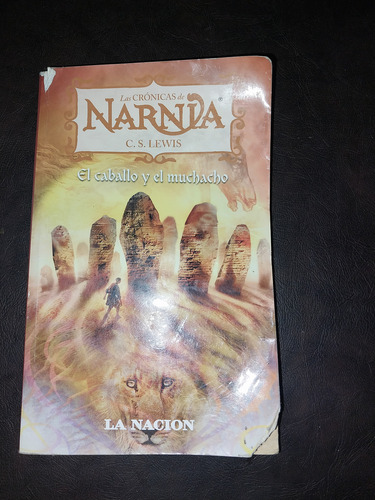 Las CRÓNICAS de
NARNIA®
C. S. LEWIS
El caballo y el muchacho
LA NACION